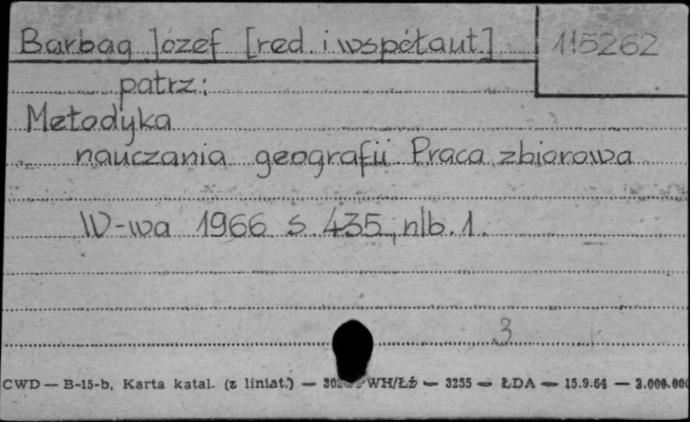 Barbag Józef [red. i współaut.] 115262
patrz:
Metodyka
nauczania geografii. Praca zbiorowa
W-wa 1966 s. 435, nlb. 1.
3
CWD — B-15-b, Karta katal. (z liniat.) — WH/Łż — 3255 — ŁDA — 15.9.64 — 2.000.000